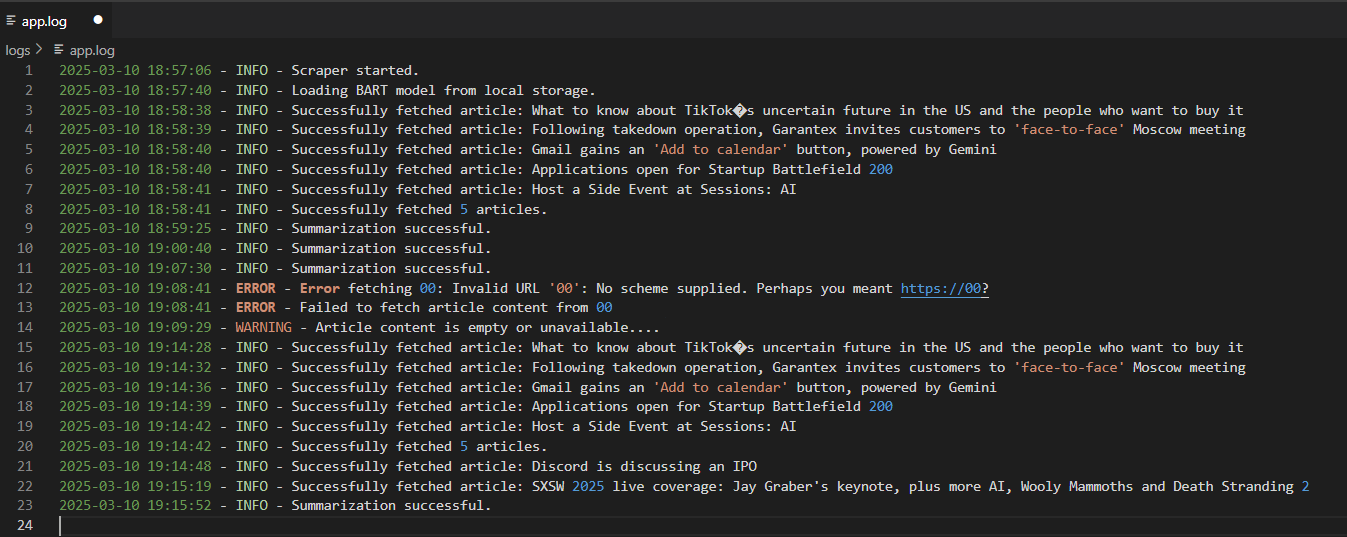 app.log
logs > app.log
1 2025-03-10 18:57:06 - INFO - Scraper started.
2 2025-03-10 18:57:40 - INFO - Loading BART model from local storage.
3 2025-03-10 18:58:38 - INFO - Successfully fetched article: What to know about TikTok�s uncertain future in the US and the people who want to buy it
4 2025-03-10 18:58:39 - INFO - Successfully fetched article: Following takedown operation, Garantex invites customers to 'face-to-face' Moscow meeting
5 2025-03-10 18:58:40 - INFO - Successfully fetched article: Gmail gains an 'Add to calendar' button, powered by Gemini
6 2025-03-10 18:58:40 - INFO - Successfully fetched article: Applications open for Startup Battlefield 200
7 2025-03-10 18:58:41 - INFO - Successfully fetched article: Host a Side Event at Sessions: AI
8 2025-03-10 18:58:41 - INFO - Successfully fetched 5 articles.
9 2025-03-10 18:59:25 - INFO - Summarization successful.
10 2025-03-10 19:00:40 - INFO - Summarization successful.
11 2025-03-10 19:07:30 - INFO - Summarization successful.
12 2025-03-10 19:08:41 - ERROR - Error fetching 00: Invalid URL '00': No scheme supplied. Perhaps you meant https://00?
13 2025-03-10 19:08:41 - ERROR - Failed to fetch article content from 00
14 2025-03-10 19:09:29 - WARNING - Article content is empty or unavailable....
15 2025-03-10 19:14:28 - INFO - Successfully fetched article: What to know about TikTok�s uncertain future in the US and the people who want to buy it
16 2025-03-10 19:14:32 - INFO - Successfully fetched article: Following takedown operation, Garantex invites customers to 'face-to-face' Moscow meeting
17 2025-03-10 19:14:36 - INFO - Successfully fetched article: Gmail gains an 'Add to calendar' button, powered by Gemini
18 2025-03-10 19:14:39 - INFO - Successfully fetched article: Applications open for Startup Battlefield 200
19 2025-03-10 19:14:42 - INFO - Successfully fetched article: Host a Side Event at Sessions: AI
20 2025-03-10 19:14:42 - INFO - Successfully fetched 5 articles.
21 2025-03-10 19:14:48 - INFO - Successfully fetched article: Discord is discussing an IPO
22 2025-03-10 19:15:19 - INFO - Successfully fetched article: SXSW 2025 live coverage: Jay Graber's keynote, plus more AI, Wooly Mammoths and Death Stranding 2
23 2025-03-10 19:15:52 - INFO - Summarization successful.
24